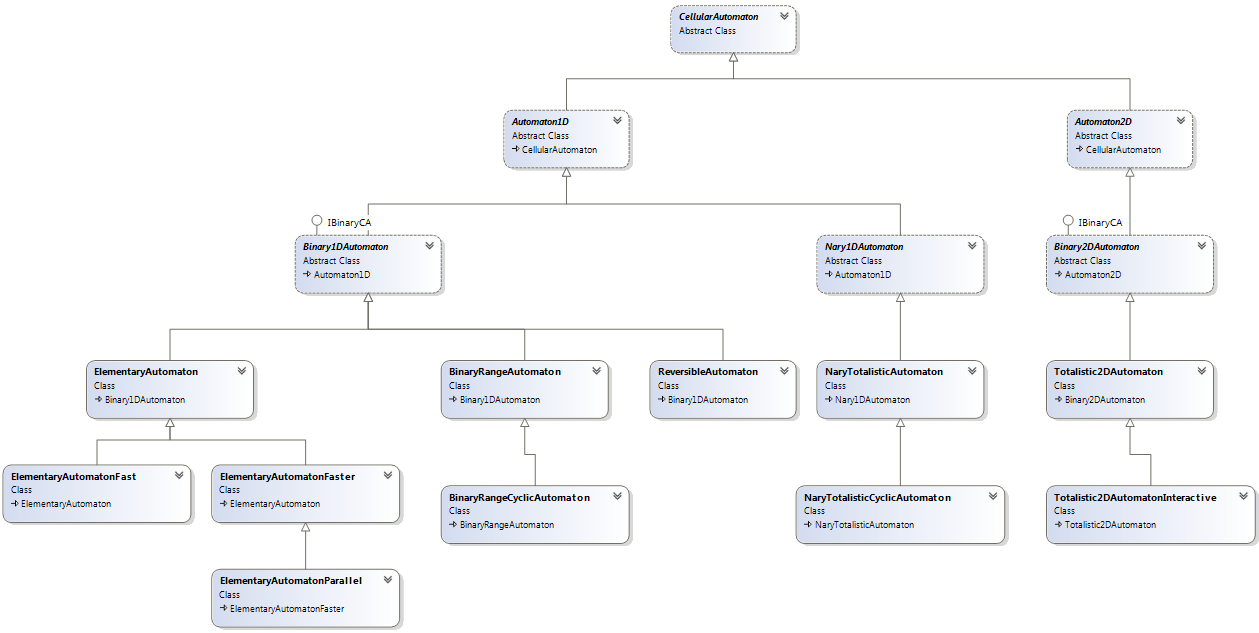 CellularAutomaton
Abstract Class
Automaton1D
Abstract Class
CellularAutomaton
Automaton2D
Abstract Class
CellularAutomaton
IBinaryCA
Binary1DAutomaton
Abstract Class
Automaton1D
Nary1DAutomaton
Abstract Class
Automaton1D
IBinaryCA
Binary2DAutomaton
Abstract Class
Automaton2D
ElementaryAutomaton
Class
Binary1DAutomaton
BinaryRangeAutomaton
Class
Binary1DAutomaton
ReversibleAutomaton
Class
Binary1DAutomaton
NaryTotalisticAutomaton
Class
Nary1DAutomaton
Totalistic2DAutomaton
Class
Binary2DAutomaton
ElementaryAutomatonFast
Class
ElementaryAutomaton
ElementaryAutomatonFaster
Class
ElementaryAutomaton
BinaryRangeCyclicAutomaton
Class
BinaryRangeAutomaton
NaryTotalisticCyclicAutomaton
Class
NaryTotalisticAutomaton
Totalistic2DAutomatonInteractive
Class
Totalistic2DAutomaton
ElementaryAutomatonParallel
Class
ElementaryAutomatonFaster